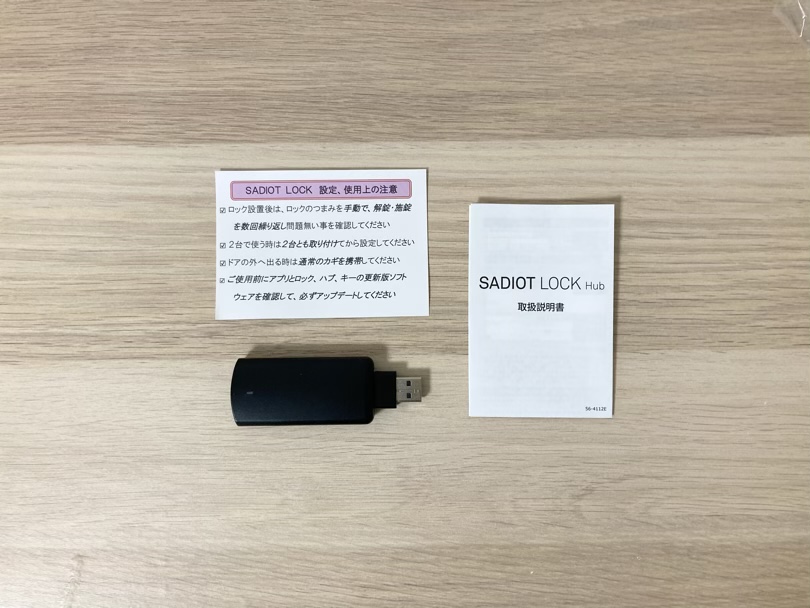 SADIOT LOCK 設定、使用上の注意
☑ロック設置後は、ロックのつまみを手動で、解錠・施錠
を数回繰り返し問題無い事を確認してください
☑2台で使う時は2台とも取り付けてから設定してください
☑ドアの外へ出る時は通常のカギを携帯してください
☑ご使用前にアプリとロック、ハブ、キーの更新版ソフト
ウェアを確認して、必ずアップデートしてください
SADIOT LOCK Hub
取扱説明書
56-4112E